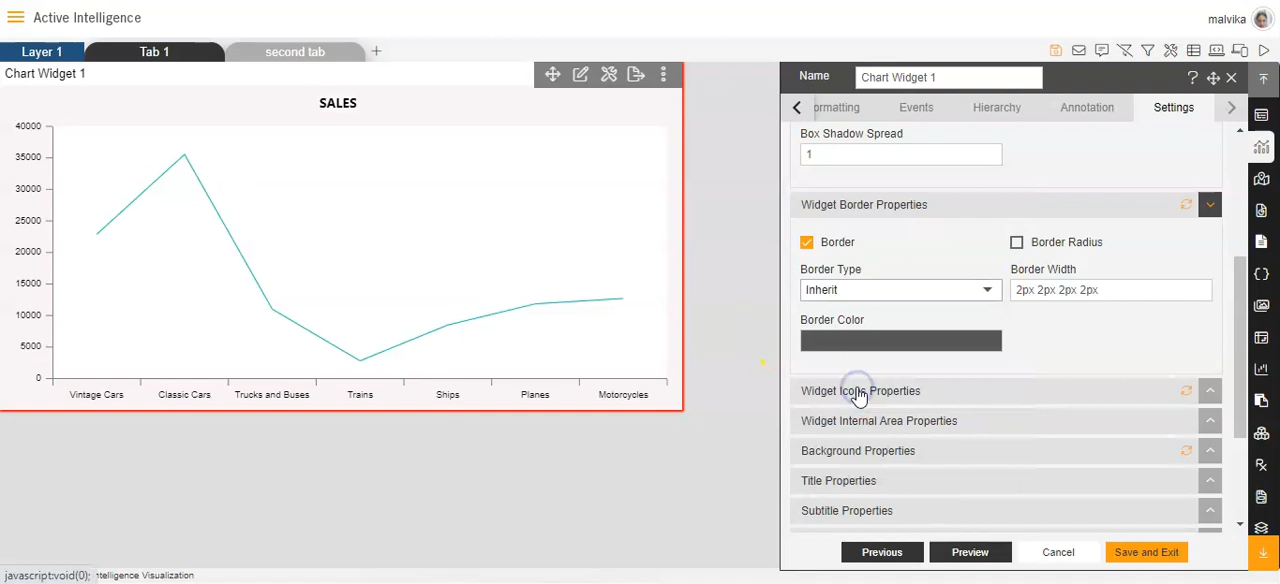 Active Intelligence
malvika
Layer 1
Tab 1
second tab
+
Chart Widget 1
SALES
40000
35000
30000
25000
20000
15000
10000
5000
0
Vintage Cars
Classic Cars
Trucks and Buses
Trains
Ships
Planes
Motorcycles
Name
Chart Widget 1
ormatting
Events
Hierarchy
Annotation
Settings
Box Shadow Spread
1
Widget Border Properties
Border
Border Radius
Border Type
Border Width
Inherit
2px 2px 2px 2px
Border Color
Widget Icons Properties
Widget Internal Area Properties
Background Properties
Title Properties
Subtitle Properties
Previous
Preview
Cancel
Save and Exit
javascript:void(0);
ntelligence Visualization